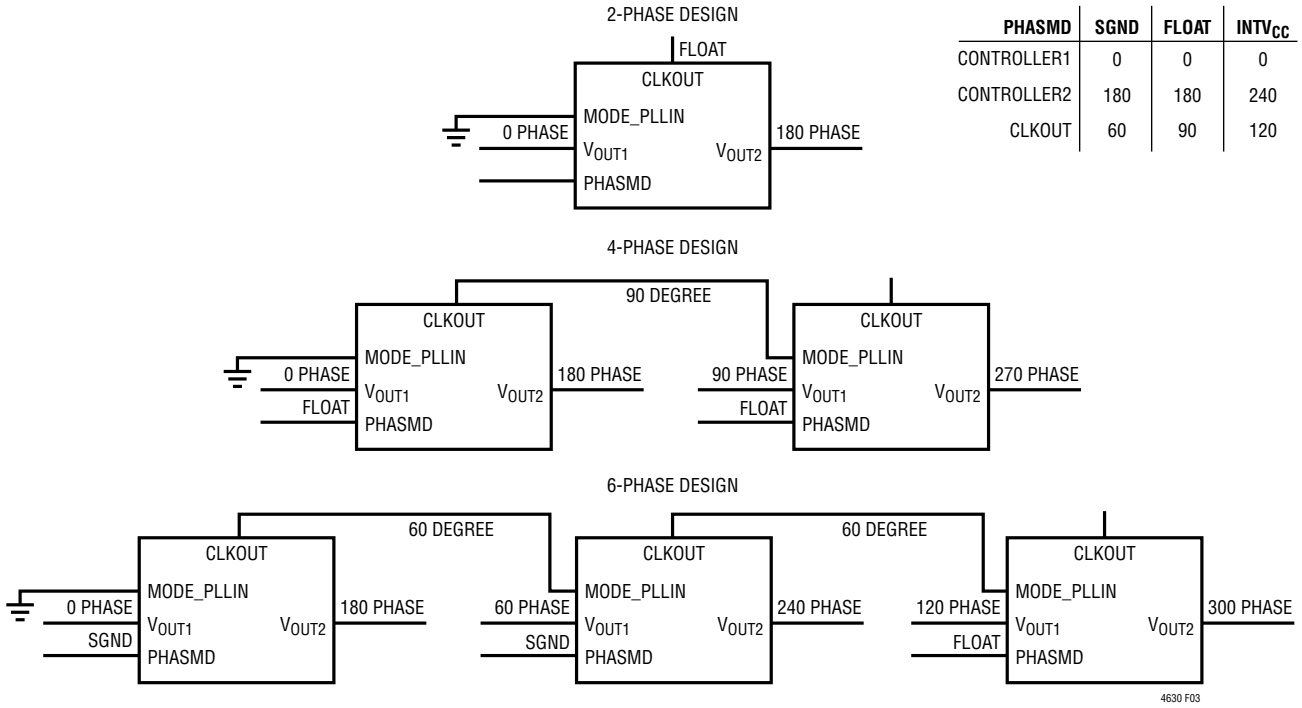 2-PHASE DESIGN
FLOAT
CLKOUT
MODE_PLLIN
0 PHASE
VOUT1
VOUT2
180 PHASE
PHASMD
PHASMD SGND FLOAT INTVCC
CONTROLLER1 0 0 0
CONTROLLER2 180 180 240
CLKOUT 60 90 120
4-PHASE DESIGN
90 DEGREE
CLKOUT
MODE_PLLIN
0 PHASE
VOUT1
VOUT2
180 PHASE
FLOAT
PHASMD
CLKOUT
MODE_PLLIN
90 PHASE
VOUT1
VOUT2
270 PHASE
FLOAT
PHASMD
6-PHASE DESIGN
60 DEGREE
60 DEGREE
CLKOUT
MODE_PLLIN
0 PHASE
VOUT1
VOUT2
180 PHASE
SGND
PHASMD
CLKOUT
MODE_PLLIN
60 PHASE
VOUT1
VOUT2
240 PHASE
SGND
PHASMD
CLKOUT
MODE_PLLIN
120 PHASE
VOUT1
VOUT2
300 PHASE
FLOAT
PHASMD
4630 F03